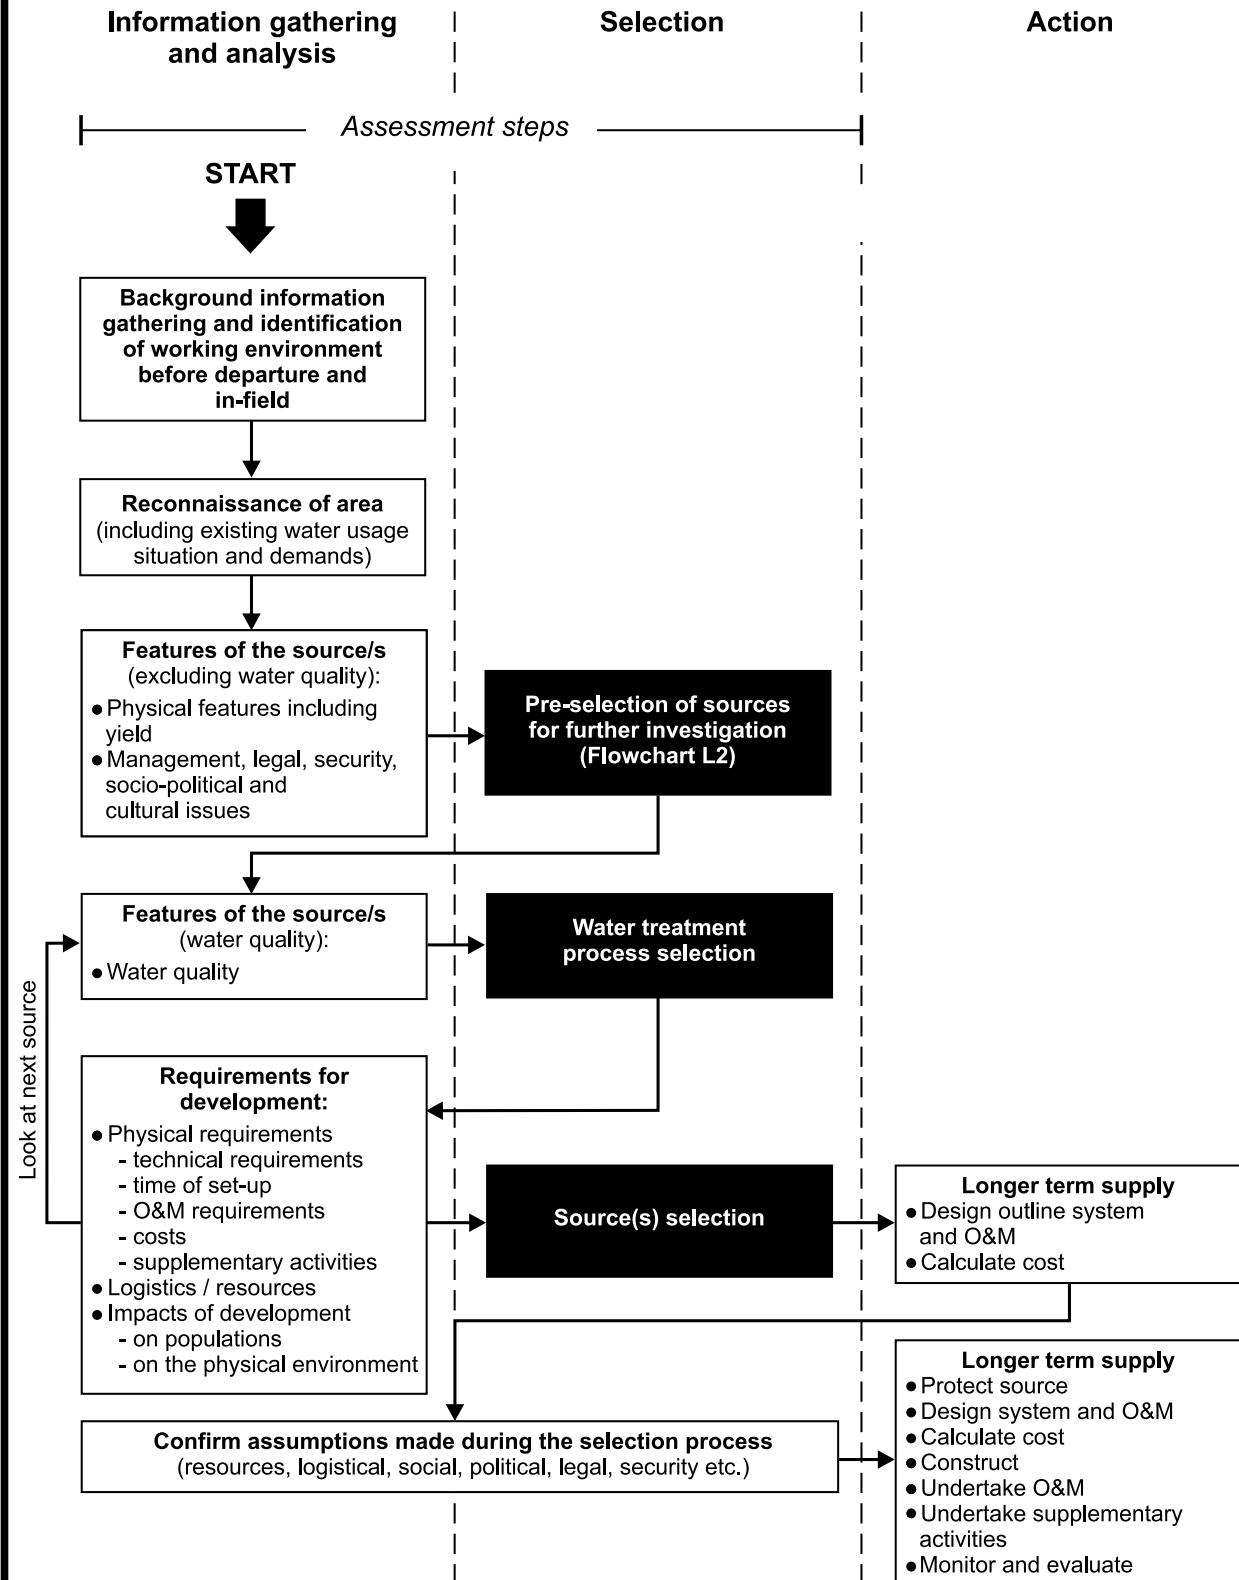 Information gathering
and analysis
Selection
Action
Assessment steps
START
Background information
gathering and identification
of working environment
before departure and
in-field
Reconnaissance of area
(including existing water usage
situation and demands)
Features of the source/s
(excluding water quality):
● Physical features including
yield
● Management, legal, security,
socio-political and
cultural issues
Pre-selection of sources
for further investigation
(Flowchart L2)
Features of the source/s
(water quality):
● Water quality
Water treatment
process selection
Look at next source
Requirements for
development:
● Physical requirements
- technical requirements
- time of set-up
- O&M requirements
- costs
- supplementary activities
● Logistics / resources
● Impacts of development
- on populations
- on the physical environment
Source(s) selection
Longer term supply
● Design outline system
and O&M
● Calculate cost
Confirm assumptions made during the selection process
(resources, logistical, social, political, legal, security etc.)
Longer term supply
● Protect source
● Design system and O&M
● Calculate cost
● Construct
● Undertake O&M
● Undertake supplementary
activities
● Monitor and evaluate